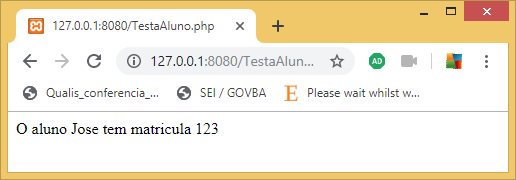 127.0.0.1:8080/TestaAluno.php
127.0.0.1:8080/TestaAlun...
AD
Qualis_conferencia_...
SEI / GOVBA
E Please wait whilst w...
O aluno Jose tem matricula 123